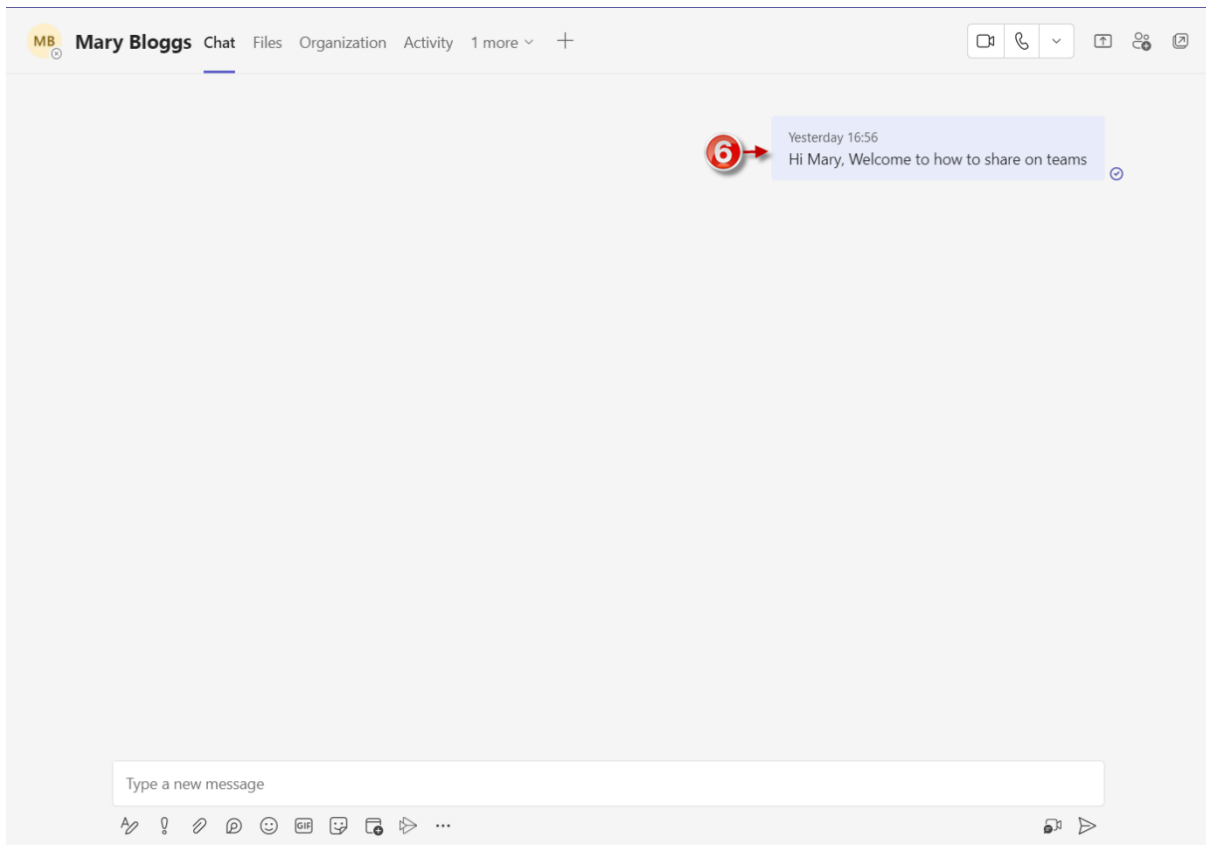 MB Mary Bloggs Chat Files Organization Activity 1 more
Yesterday 16:56
6
Hi Mary, Welcome to how to share on teams
Type a new message
GIF